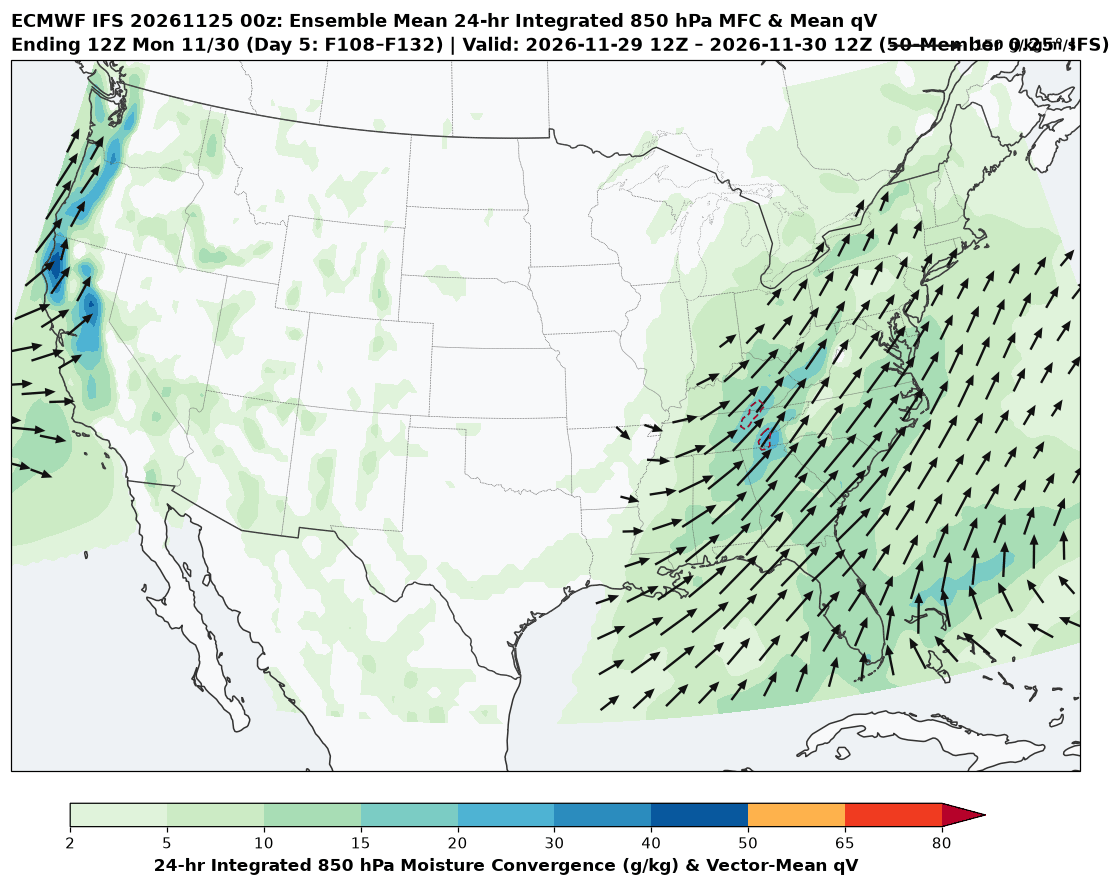 ECMWF IFS 20261125 00z: Ensemble Mean 24-hr Integrated 850 hPa MFC & Mean qV
Ending 12Z Mon 11/30 (Day 5: F108–F132) | Valid: 2026-11-29 12Z – 2026-11-30 12Z (50-Member 0.25° IFS)
150 g/kg·m/s
2 5 10 15 20 30 40 50 65 80
24-hr Integrated 850 hPa Moisture Convergence (g/kg) & Vector-Mean qV